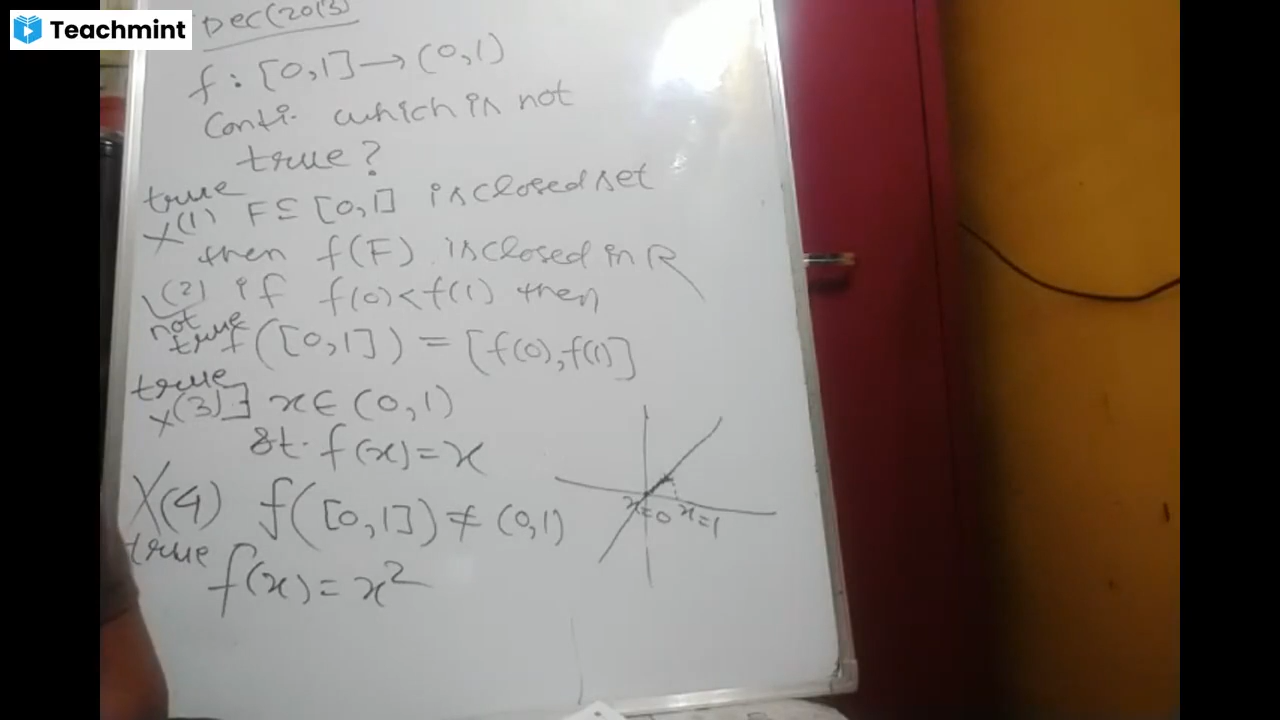 Teachmint
Dec(2013)
f : [0,1] → (0,1)
Conti. which is not
true?
true
x(1) F ⊆ [0,1] is closed set
then f(F) is closed in R
(2) if f(0)<f(1) then
not true
f([0,1]) = [f(0),f(1)]
true
x(3) ∃ x ∈ (0,1)
st. f(x)=x
X(4) f([0,1]) ≠ (0,1)
true
f(x)=x²
x=0 x=1